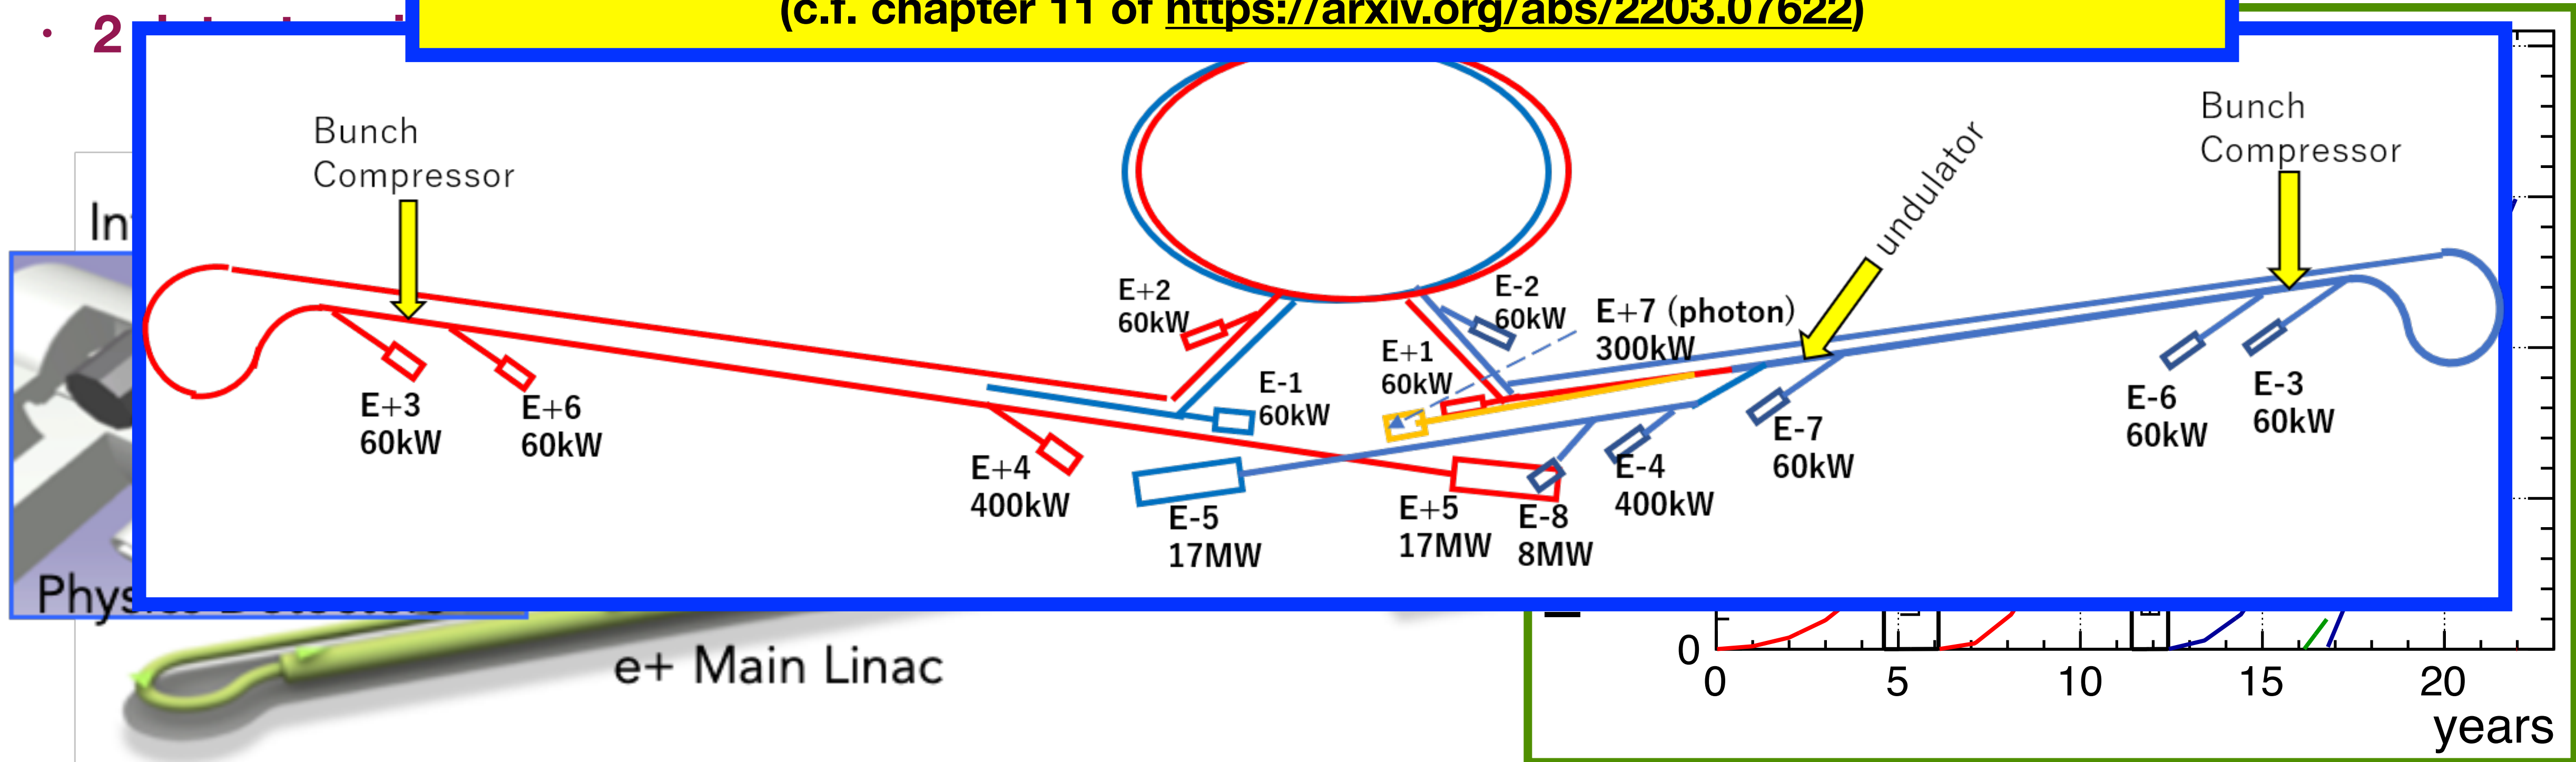 (c.f. chapter 11 of https://arxiv.org/abs/2203.07622)
2
Bunch
Compressor
Bunch
Compressor
undulator
E+2
60kW
E-2
60kW
E+7 (photon)
300kW
E+1
60kW
E-1
60kW
E+3
60kW
E+6
60kW
E-6
60kW
E-3
60kW
E-7
60kW
E+4
400kW
E-4
400kW
E-5
17MW
E+5
17MW
E-8
8MW
e+ Main Linac
0
0
5
10
15
20
years